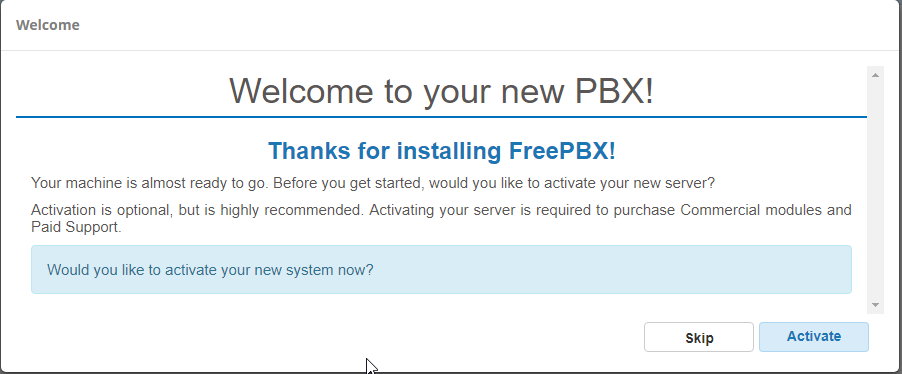 Welcome
Welcome to your new PBX!
Thanks for installing FreePBX!
Your machine is almost ready to go. Before you get started, would you like to activate your new server?
Activation is optional, but is highly recommended. Activating your server is required to purchase Commercial modules and
Paid Support.
Would you like to activate your new system now?
Skip
Activate